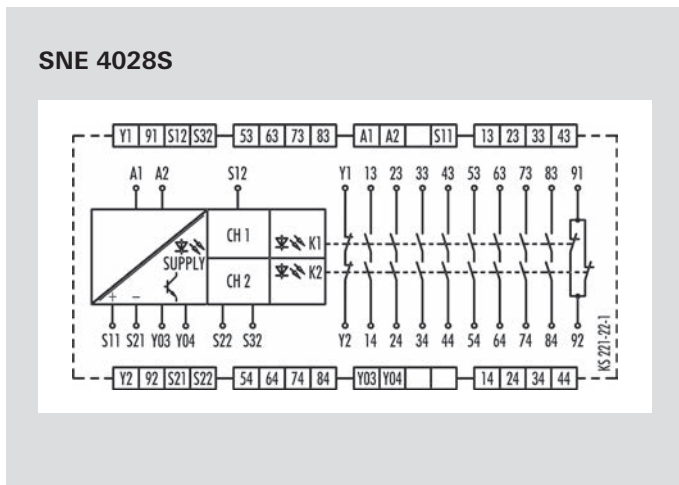 SNE 4028S
Y1 91 S12 S32 53 63 73 83 A1 A2 S11 13 23 33 43
A1 A2 S12 Y1 13 23 33 43 53 63 73 83 91
CH 1 K1
SUPPLY
CH 2 K2
+ −
S11 S21 Y03 Y04 S22 S32 Y2 14 24 34 44 54 64 74 84 92
KS 221-22-1
Y2 92 S21 S22 54 64 74 84 Y03 Y04 14 24 34 44